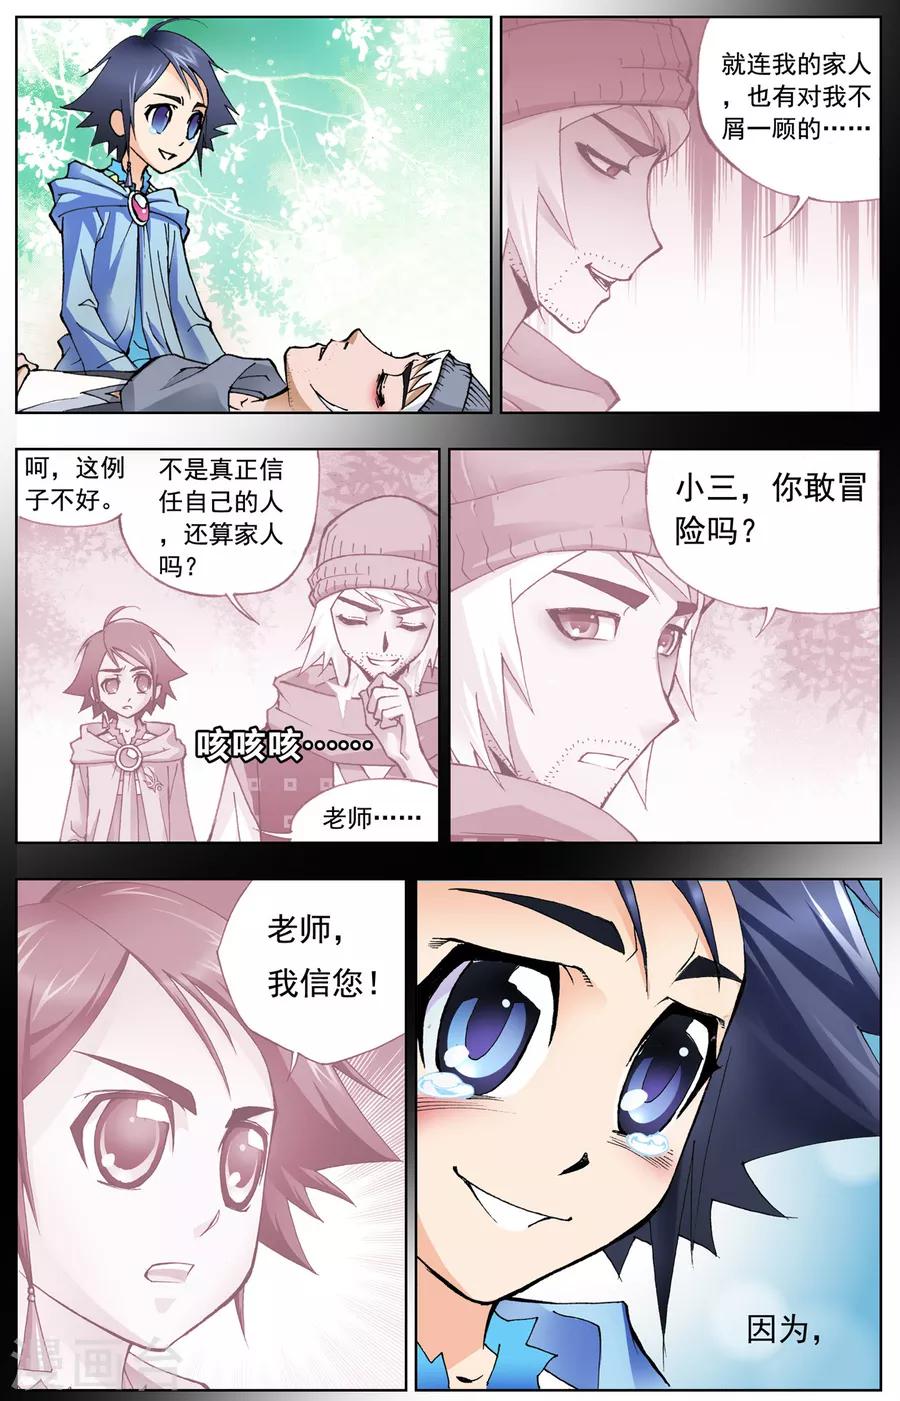 就连我的家人
，也有对我不
屑一顾的……
呵，这例
子不好。
不是真正信
任自己的人
，还算家人
吗？
咳咳咳……
老师……
小三，你敢冒
险吗？
老师，
我信您！
因为，
漫画台